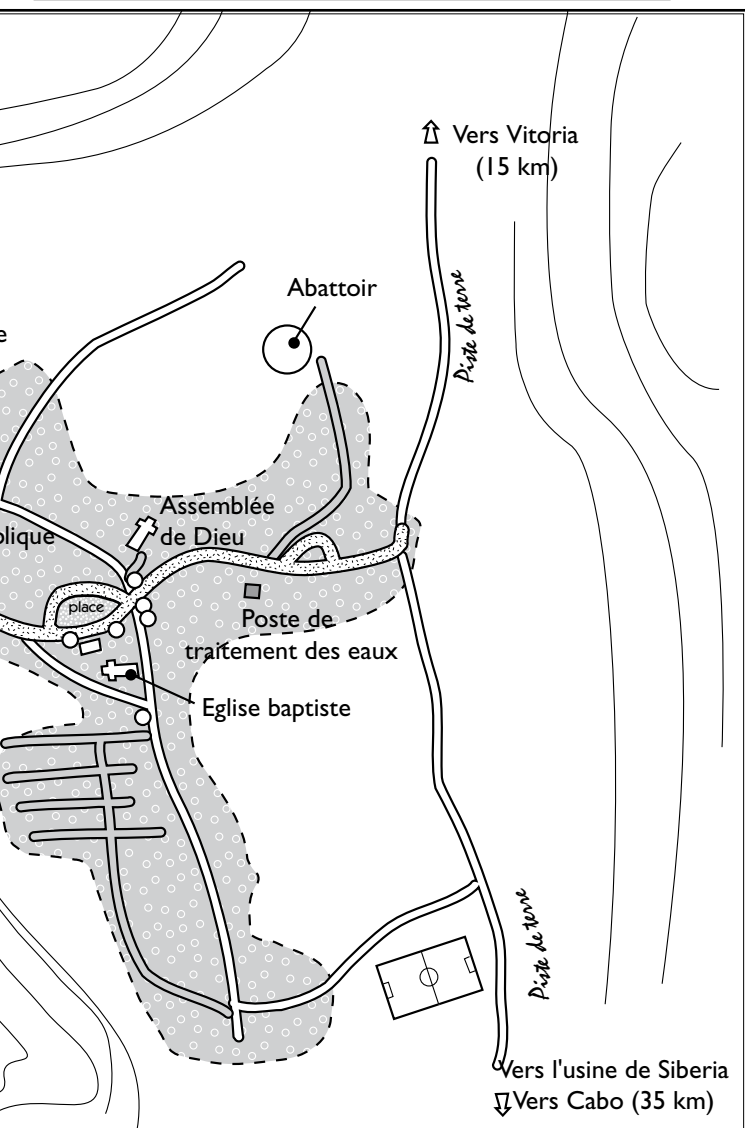 Vers Vitoria
(15 km)
Piste de terre
Abattoir
e
Assemblée
de Dieu
olique
place
Poste de
traitement des eaux
Eglise baptiste
Piste de terre
Vers l'usine de Siberia
Vers Cabo (35 km)